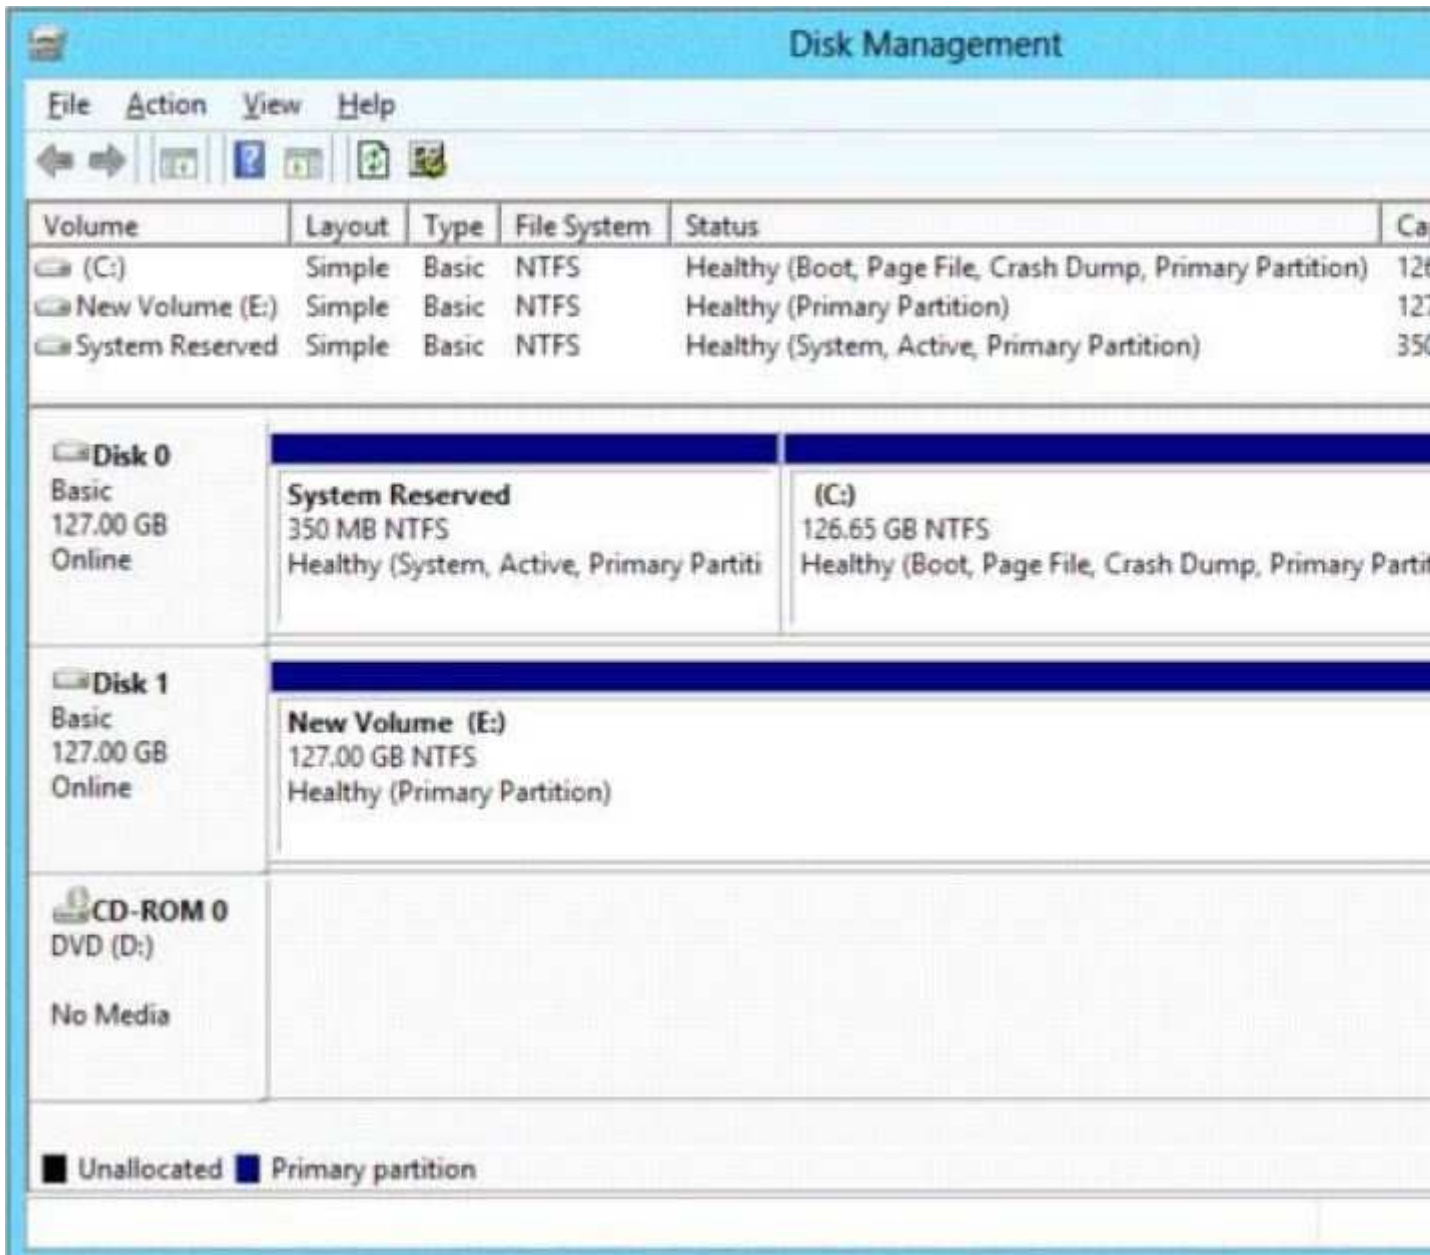 Disk Management
File Action View Help
Volume Layout Type File System Status
(C:) Simple Basic NTFS Healthy (Boot, Page File, Crash Dump, Primary Partition) 126
New Volume (E:) Simple Basic NTFS Healthy (Primary Partition) 127
System Reserved Simple Basic NTFS Healthy (System, Active, Primary Partition) 350
Disk 0
Basic
127.00 GB
Online
System Reserved
350 MB NTFS
Healthy (System, Active, Primary Partiti
(C:)
126.65 GB NTFS
Healthy (Boot, Page File, Crash Dump, Primary Partit
Disk 1
Basic
127.00 GB
Online
New Volume (E:)
127.00 GB NTFS
Healthy (Primary Partition)
CD-ROM 0
DVD (D:)
No Media
Unallocated Primary partition